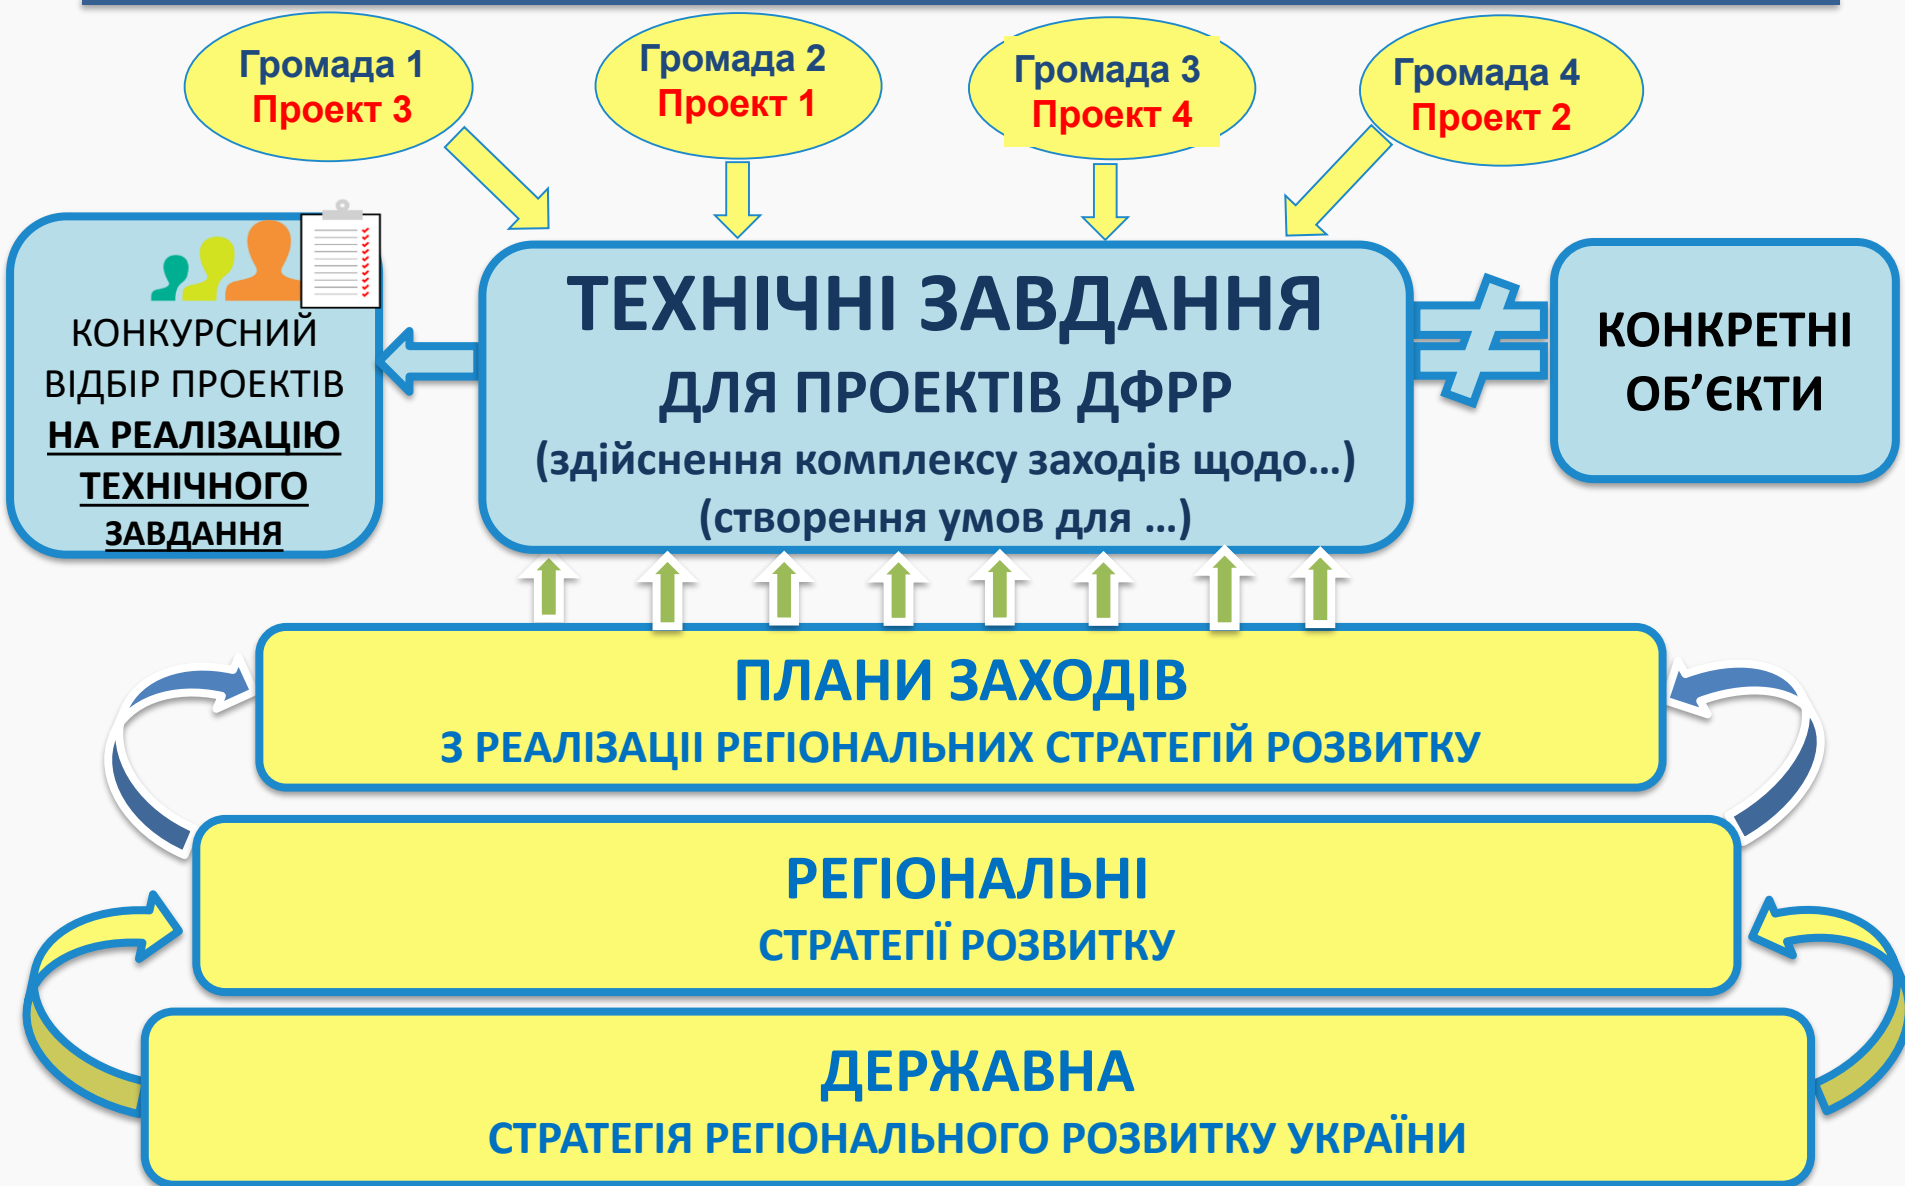 Громада 1
Проект 3
Громада 2
Проект 1
Громада 3
Проект 4
Громада 4
Проект 2
КОНКУРСНИЙ
ВІДБІР ПРОЕКТІВ
НА РЕАЛІЗАЦІЮ
ТЕХНІЧНОГО
ЗАВДАННЯ
ТЕХНІЧНІ ЗАВДАННЯ
ДЛЯ ПРОЕКТІВ ДФРР
(здійснення комплексу заходів щодо...)
(створення умов для ...)
≠
КОНКРЕТНІ
ОБ’ЄКТИ
ПЛАНИ ЗАХОДІВ
З РЕАЛІЗАЦІІ РЕГІОНАЛЬНИХ СТРАТЕГІЙ РОЗВИТКУ
РЕГІОНАЛЬНІ
СТРАТЕГІЇ РОЗВИТКУ
ДЕРЖАВНА
СТРАТЕГІЯ РЕГІОНАЛЬНОГО РОЗВИТКУ УКРАЇНИ